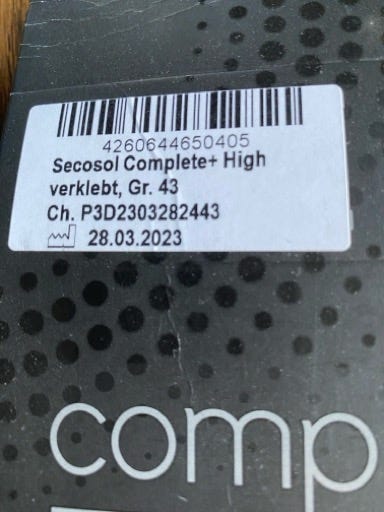 4260644650405
Secosol Complete+ High
verklebt, Gr. 43
Ch. P3D2303282443
28.03.2023
comp